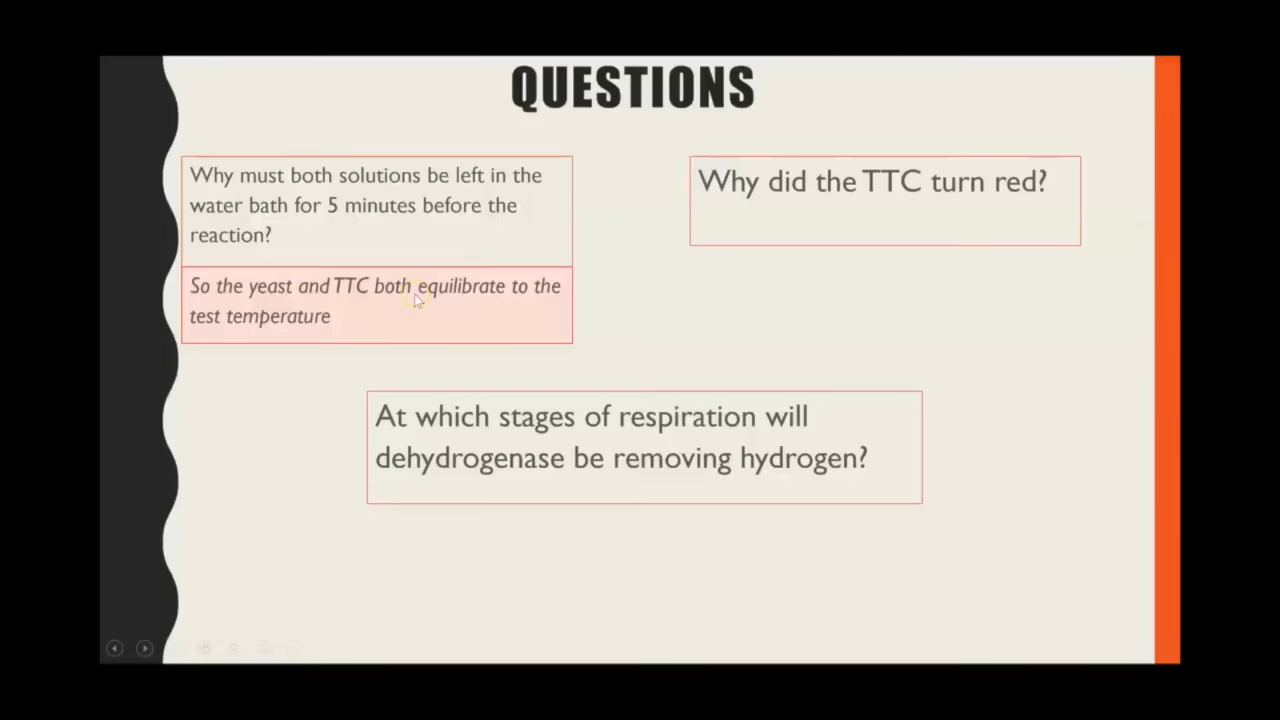 QUESTIONS
Why must both solutions be left in the
water bath for 5 minutes before the
reaction?
So the yeast and TTC both equilibrate to the
test temperature
Why did the TTC turn red?
At which stages of respiration will
dehydrogenase be removing hydrogen?